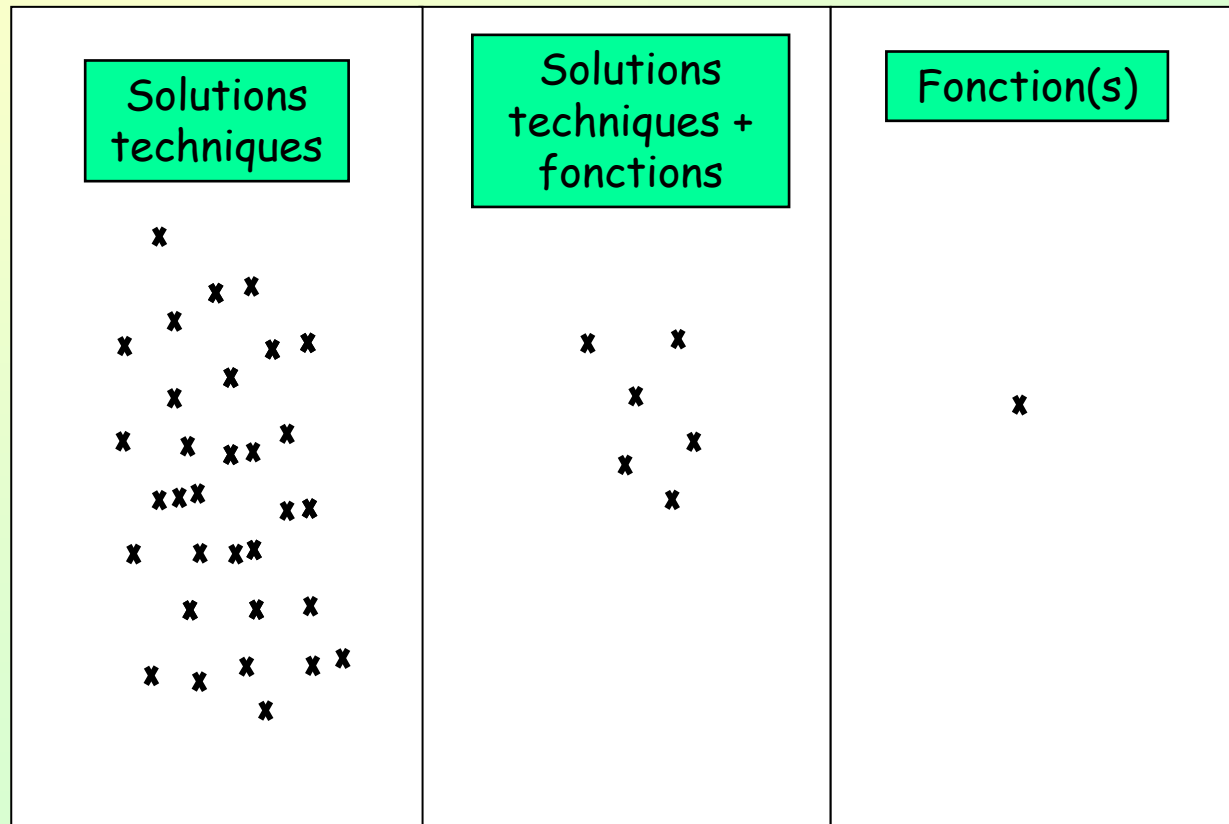 Solutions
techniques
Solutions
techniques +
fonctions
Fonction(s)